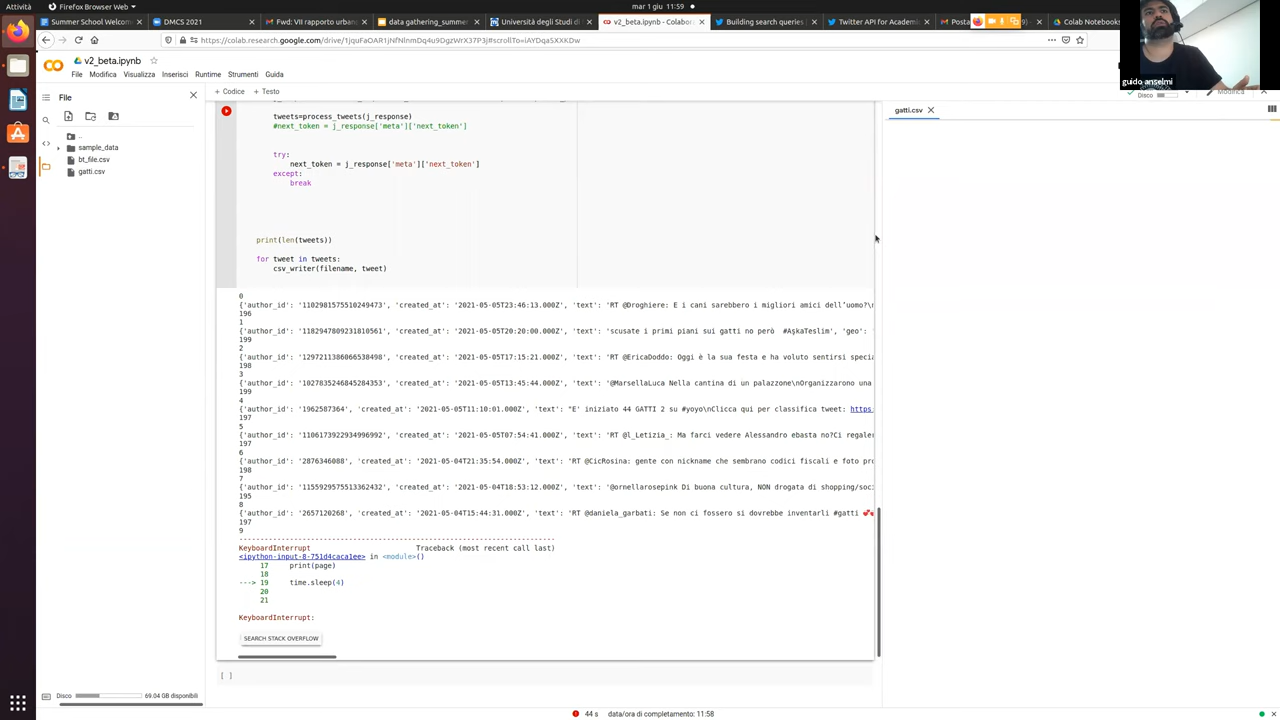 Attività
Firefox Web Browser
mar 1 giu 11:59
Summer School Welcome
DMCS 2021
Fwd: VII rapporto urban
data gathering_summe
Università degli Studi di
v2_beta.ipynb - Colabora
Building search queries
Twitter API for Academi
Posta
Colab Notebooks
https://colab.research.google.com/drive/1jquFaOAR1jNfNlnmDq4u9DgzWrX37P3j#scrollTo=iAYDqaSXXKDw
guido anselmi
v2_beta.ipynb
File Modifica Visualizza Inserisci Runtime Strumenti Guida
Disco
Modifica
+ Codice + Testo
File
..
sample_data
bt_file.csv
gatti.csv
gatti.csv
tweets=process_tweets(j_response)
#next_token = j_response['meta']['next_token']
try:
next_token = j_response['meta']['next_token']
except:
break
print(len(tweets))
for tweet in tweets:
csv_writer(filename, tweet)
0
{'author_id': '1102981575510249473', 'created_at': '2021-05-05T23:46:13.000Z', 'text': 'RT @Droghiere: E i cani sarebbero i migliori amici dell'uomo?\n
196
1
{'author_id': '1182947809231810561', 'created_at': '2021-05-05T20:20:00.000Z', 'text': 'scusate i primi piani sui gatti no però #AşkaTeslim', 'geo': '
199
2
{'author_id': '1297211386066538498', 'created_at': '2021-05-05T17:15:21.000Z', 'text': 'RT @EricaDoddo: Oggi è la sua festa e ha voluto sentirsi specia
198
3
{'author_id': '1027835246845284353', 'created_at': '2021-05-05T13:45:44.000Z', 'text': '@MarsellaLuca Nella cantina di un palazzone\nOrganizzarono una
199
4
{'author_id': '1962587364', 'created_at': '2021-05-05T11:10:01.000Z', 'text': "E' iniziato 44 GATTI 2 su #yoyo\nClicca qui per classifica tweet: https:
197
5
{'author_id': '1106173922934996992', 'created_at': '2021-05-05T07:54:41.000Z', 'text': "RT @l_Letizia_: Ma farci vedere Alessandro ebasta no?Ci regaler
197
6
{'author_id': '2876346088', 'created_at': '2021-05-04T21:35:54.000Z', 'text': "RT @CicRosina: gente con nickname che sembrano codici fiscali e foto pro
198
7
{'author_id': '1155929575513362432', 'created_at': '2021-05-04T18:53:12.000Z', 'text': '@ornellarosepink Di buona cultura, NON drogata di shopping/soci
195
8
{'author_id': '2657120268', 'created_at': '2021-05-04T15:44:31.000Z', 'text': 'RT @daniela_garbati: Se non ci fossero si dovrebbe inventarli #gatti
197
9
KeyboardInterrupt Traceback (most recent call last)
<ipython-input-8-751d4caca1ee> in <module>()
17 print(page)
18
---> 19 time.sleep(4)
20
21
KeyboardInterrupt:
SEARCH STACK OVERFLOW
[ ]
Disco 69.04 GB disponibili
44 s data/ora di completamento: 11:58